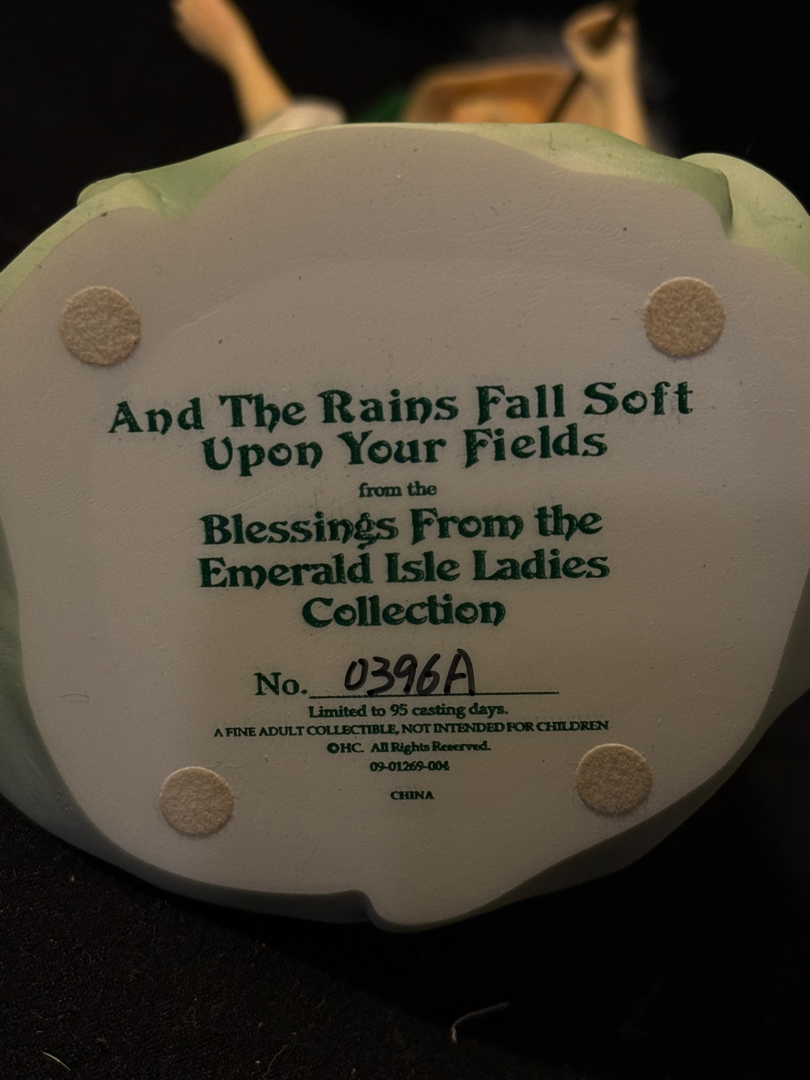 And The Rains Fall Soft
Upon Your Fields
from the
Blessings From the
Emerald Isle Ladies
Collection
No. 0396A
Limited to 95 casting days.
A FINE ADULT COLLECTIBLE, NOT INTENDED FOR CHILDREN
©HC. All Rights Reserved.
09-01269-004
CHINA